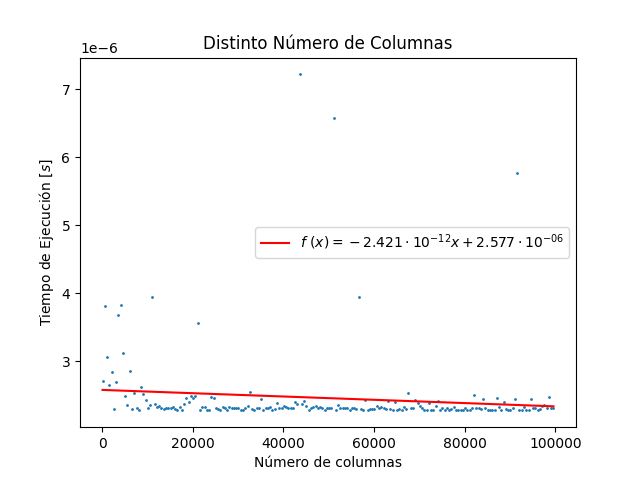 Distinto Número de Columnas
1e−6
7
6
5
4
3
Tiempo de Ejecución [s]
f (x) = −2.421 · 10^{−12}x + 2.577 · 10^{−06}
0 20000 40000 60000 80000 100000
Número de columnas